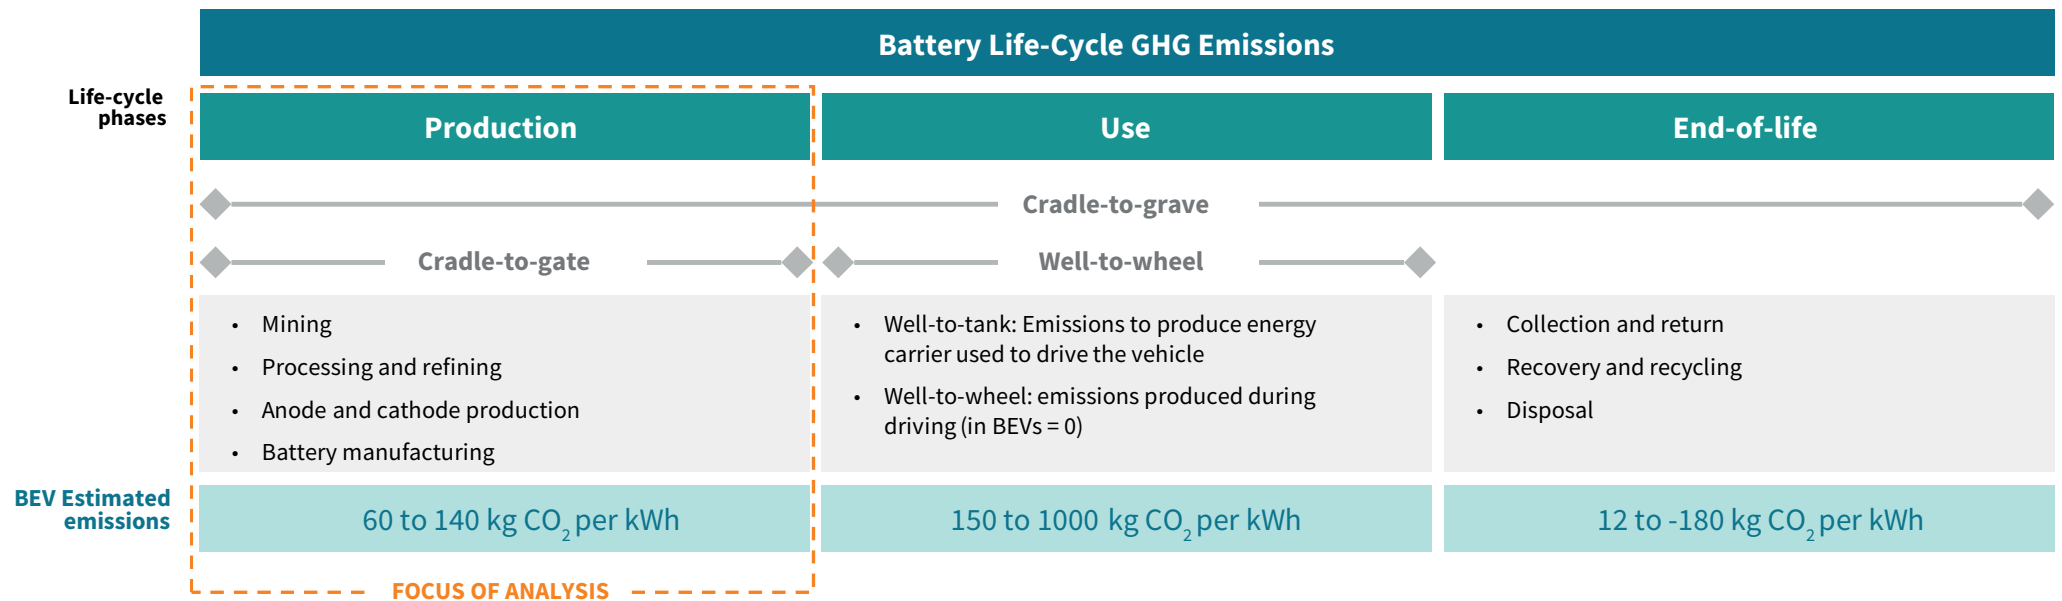 Battery Life-Cycle GHG Emissions
Life-cycle
phases
Production
Use
End-of-life
Cradle-to-grave
Cradle-to-gate
Well-to-wheel
• Mining
• Processing and refining
• Anode and cathode production
• Battery manufacturing
• Well-to-tank: Emissions to produce energy
carrier used to drive the vehicle
• Well-to-wheel: emissions produced during
driving (in BEVs = 0)
• Collection and return
• Recovery and recycling
• Disposal
BEV Estimated
emissions
60 to 140 kg CO₂ per kWh
150 to 1000 kg CO₂ per kWh
12 to -180 kg CO₂ per kWh
FOCUS OF ANALYSIS